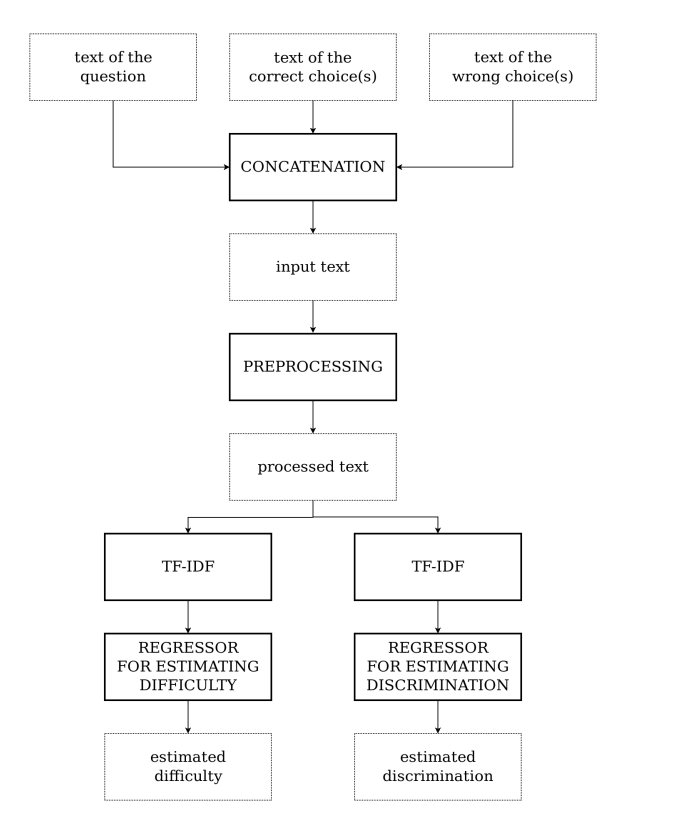 text of the
question
text of the
correct choice(s)
text of the
wrong choice(s)
CONCATENATION
input text
PREPROCESSING
processed text
TF-IDF
TF-IDF
REGRESSOR
FOR ESTIMATING
DIFFICULTY
REGRESSOR
FOR ESTIMATING
DISCRIMINATION
estimated
difficulty
estimated
discrimination